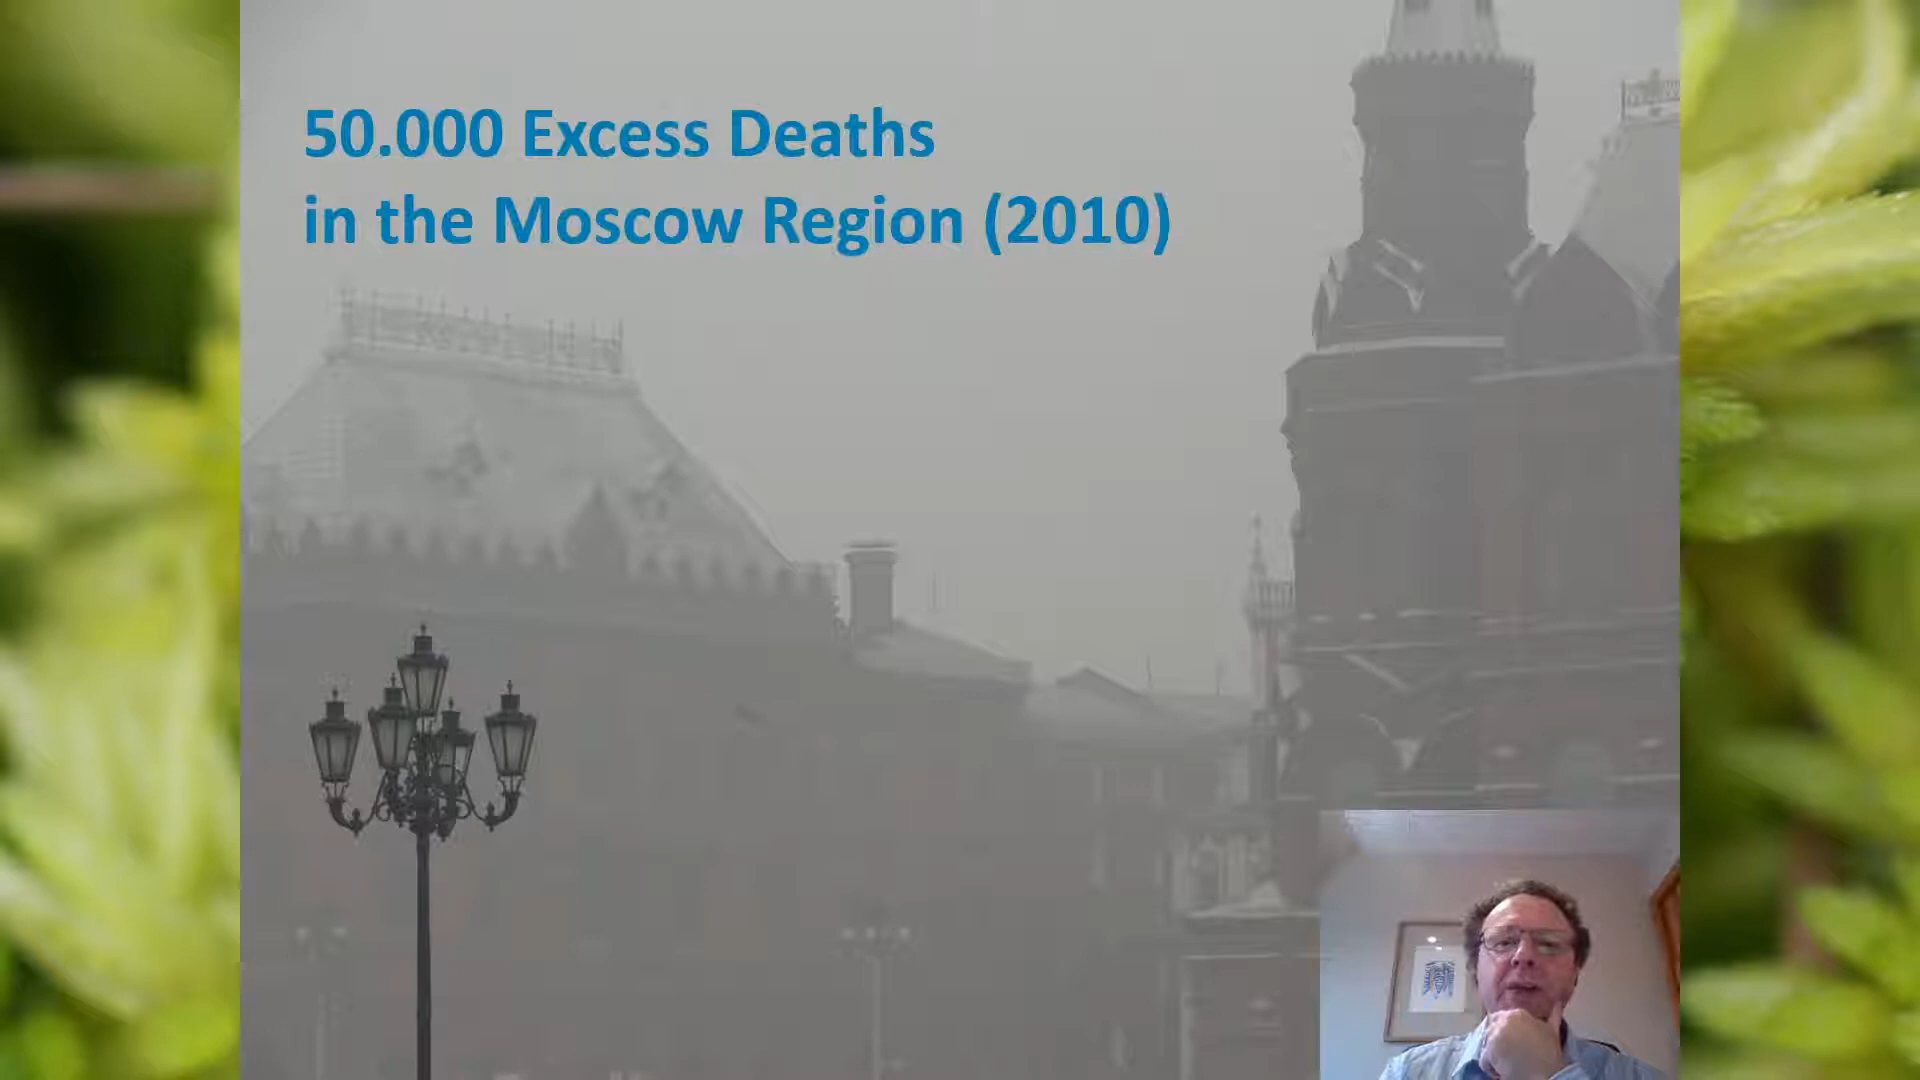 50.000 Excess Deaths
in the Moscow Region (2010)